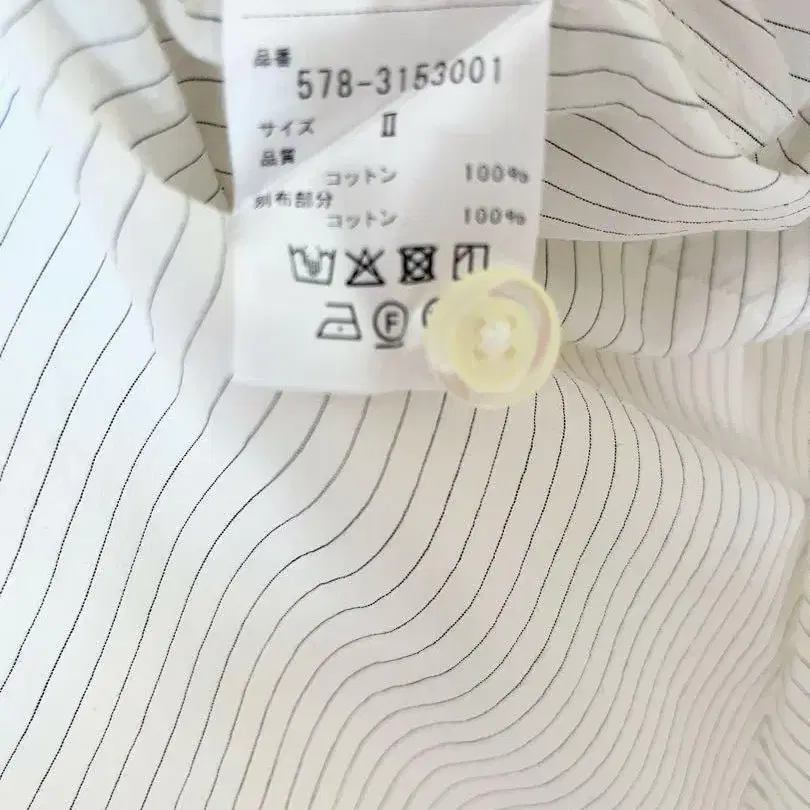 品番
578-3153001
サイズ Ⅱ
品質
コットン 100%
別布部分
コットン 100%
F